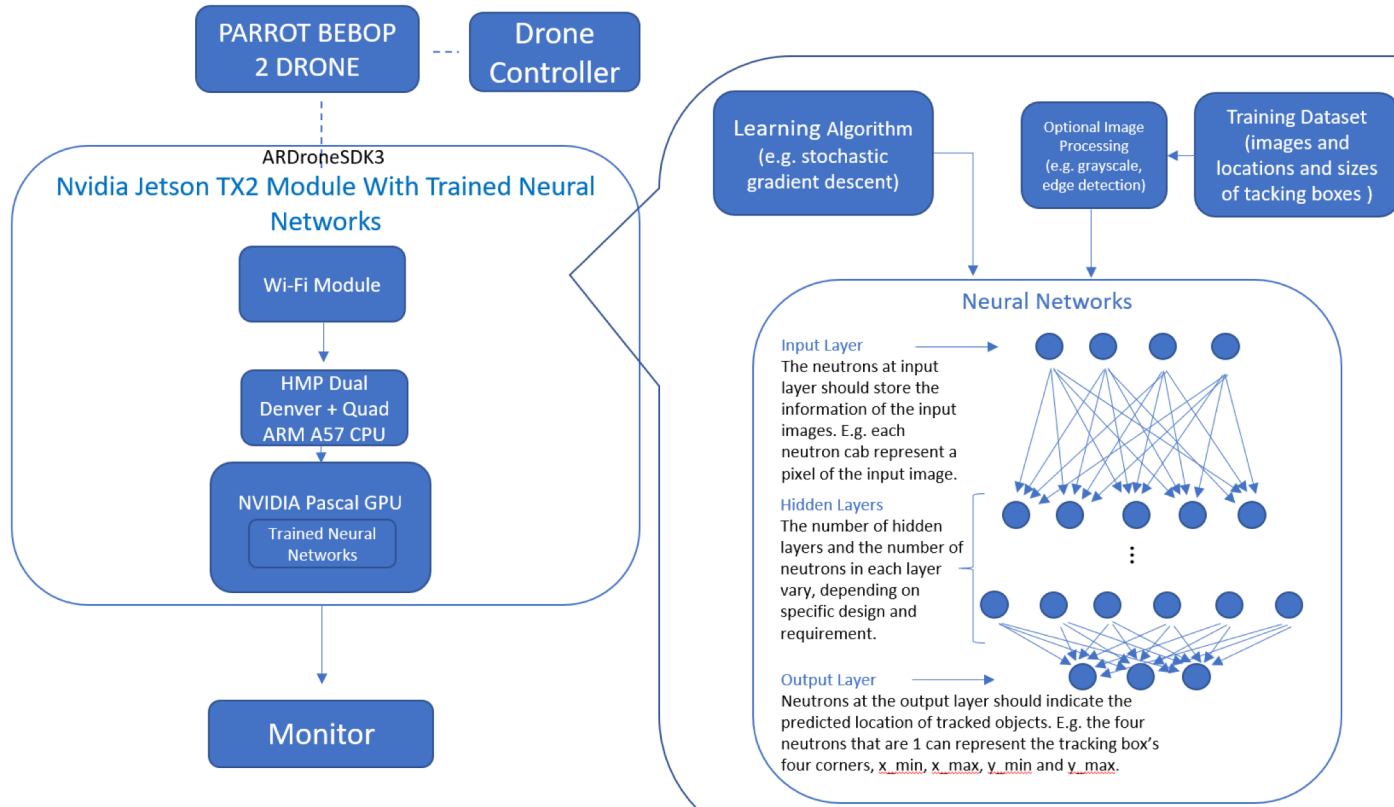 PARROT BEBOP
2 DRONE
Drone
Controller
ARDroneSDK3
Nvidia Jetson TX2 Module With Trained Neural
Networks
Wi-Fi Module
HMP Dual
Denver + Quad
ARM A57 CPU
NVIDIA Pascal GPU
Trained Neural
Networks
Monitor
Learning Algorithm
(e.g. stochastic
gradient descent)
Optional Image
Processing
(e.g. grayscale,
edge detection)
Training Dataset
(images and
locations and sizes
of tacking boxes )
Neural Networks
Input Layer
The neutrons at input
layer should store the
information of the input
images. E.g. each
neutron cab represent a
pixel of the input image.
Hidden Layers
The number of hidden
layers and the number of
neutrons in each layer
vary, depending on
specific design and
requirement.
...
Output Layer
Neutrons at the output layer should indicate the
predicted location of tracked objects. E.g. the four
neutrons that are 1 can represent the tracking box's
four corners, x_min, x_max, y_min and y_max.